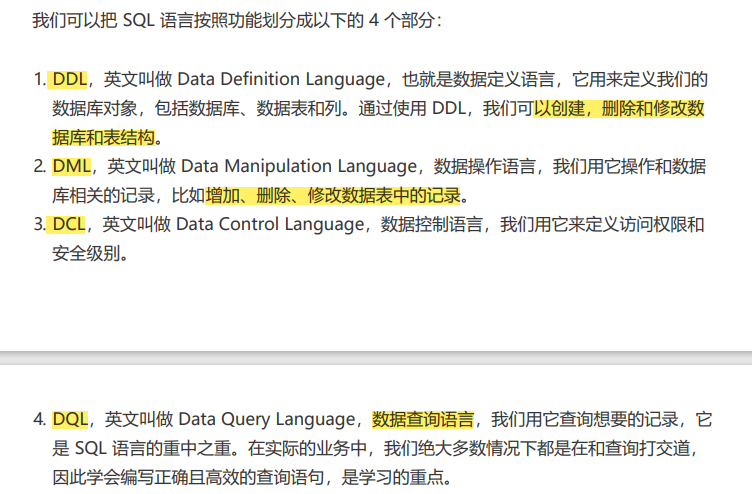 我们可以把 SQL 语言按照功能划分成以下的 4 个部分：
1. DDL，英文叫做 Data Definition Language，也就是数据定义语言，它用来定义我们的
数据库对象，包括数据库、数据表和列。通过使用 DDL，我们可以创建，删除和修改数
据库和表结构。
2. DML，英文叫做 Data Manipulation Language，数据操作语言，我们用它操作和数据
库相关的记录，比如增加、删除、修改数据表中的记录。
3. DCL，英文叫做 Data Control Language，数据控制语言，我们用它来定义访问权限和
安全级别。
4. DQL，英文叫做 Data Query Language，数据查询语言，我们用它查询想要的记录，它
是 SQL 语言的重中之重。在实际的业务中，我们绝大多数情况下都是在和查询打交道，
因此学会编写正确且高效的查询语句，是学习的重点。